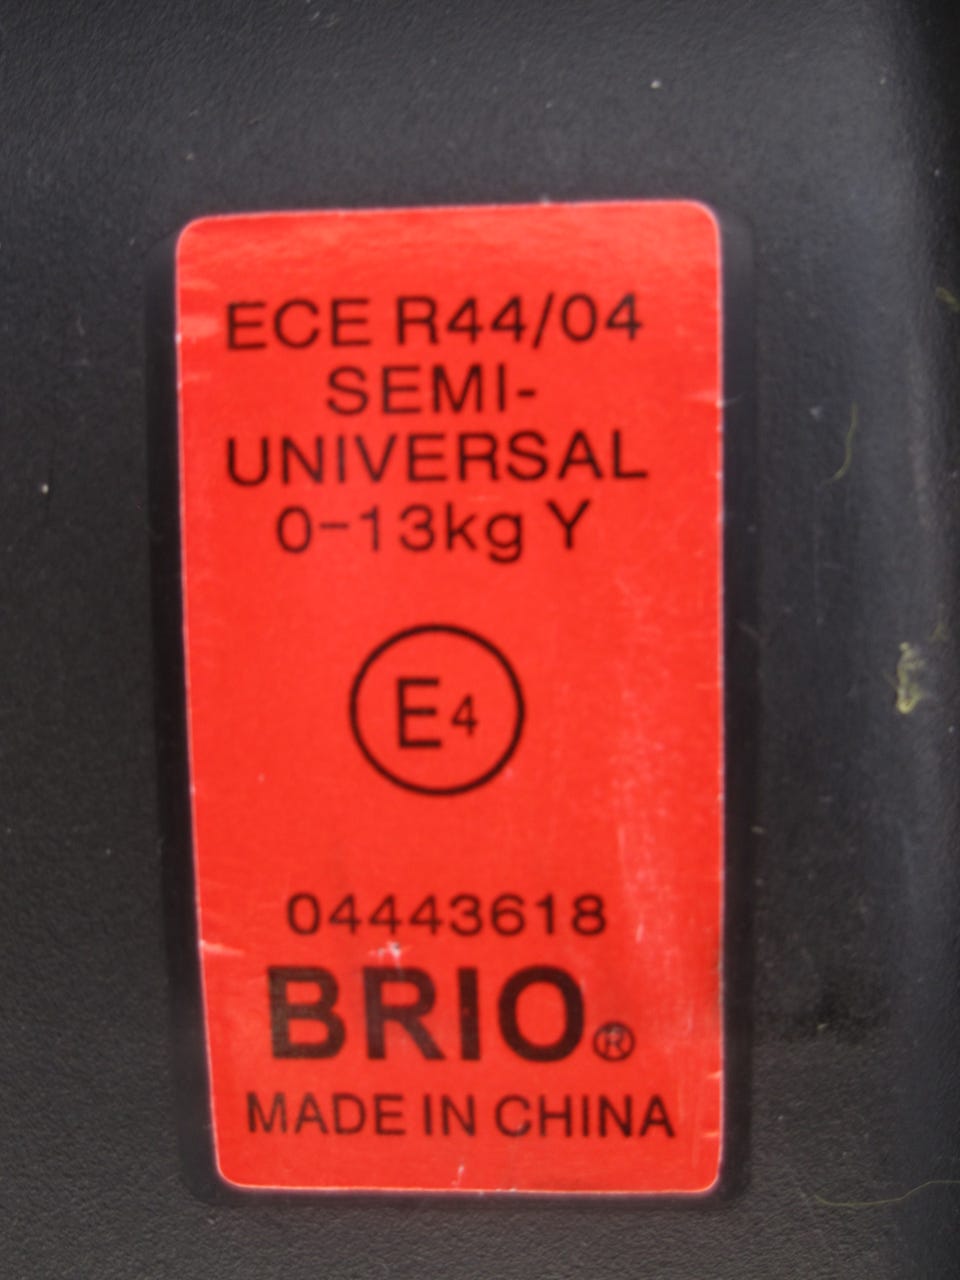 ECE R44/04
SEMI-
UNIVERSAL
0-13kg Y
E4
04443618
BRIO®
MADE IN CHINA